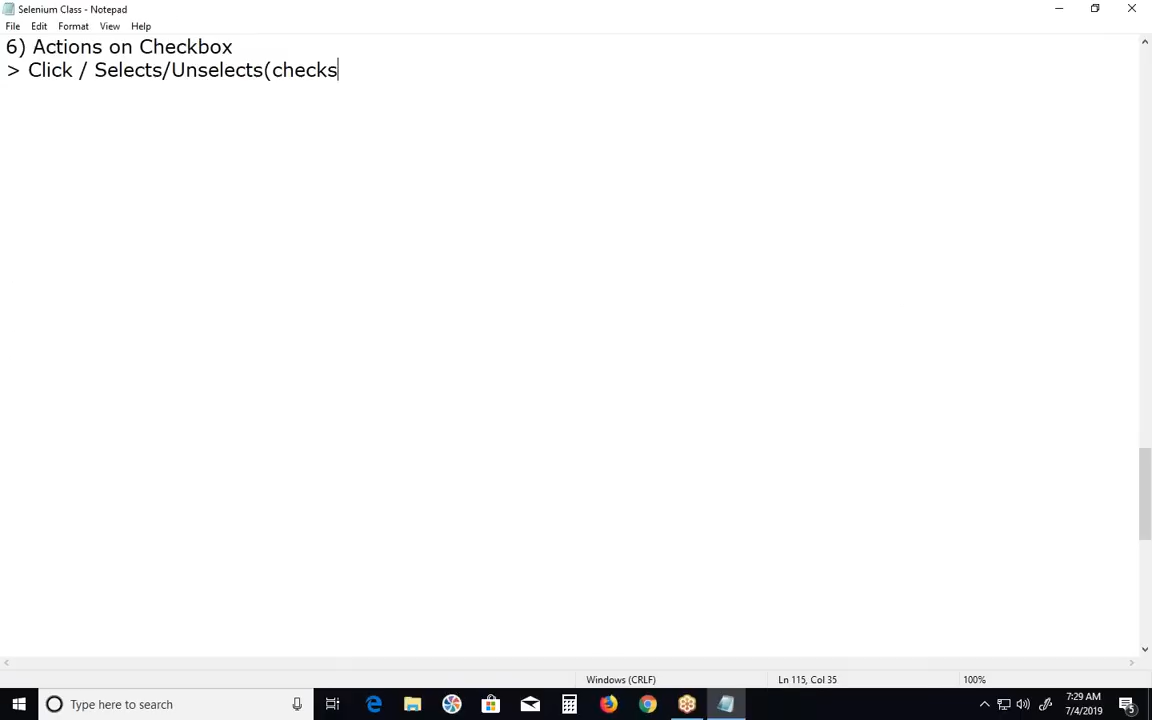 Selenium Class - Notepad
File Edit Format View Help
6) Actions on Checkbox
> Click / Selects/Unselects(checks
Windows (CRLF) Ln 115, Col 35 100%
Type here to search
7:29 AM
7/4/2019
5